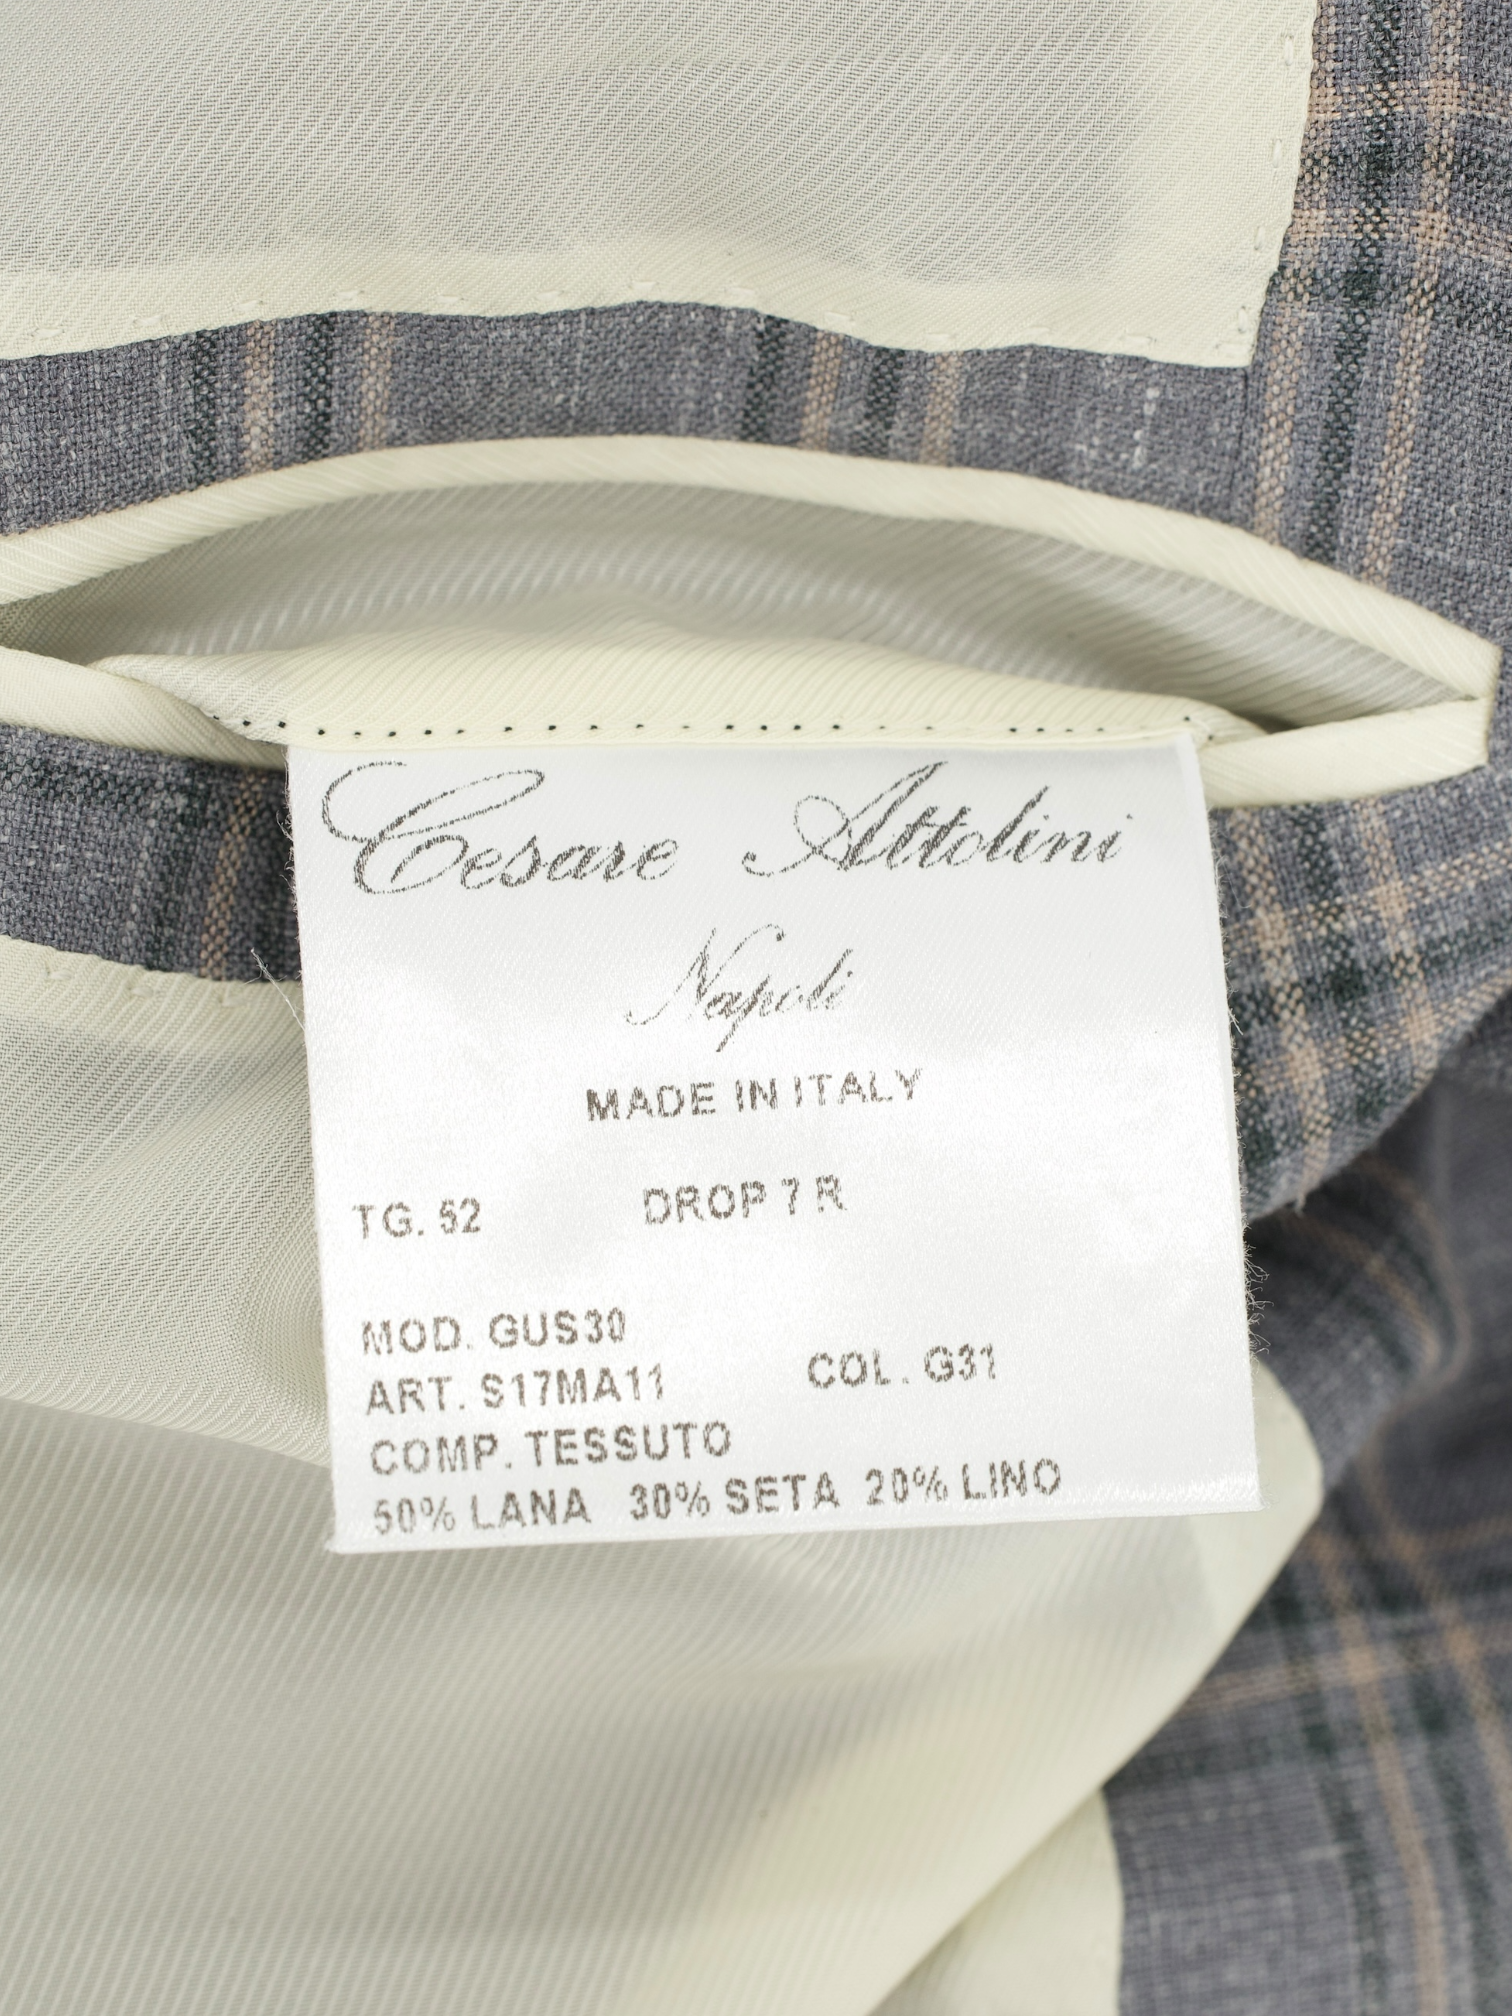 Cesare Attolini
Napoli
MADE IN ITALY
TG. 52 DROP 7 R
MOD. GUS30
ART. S17MA11 COL. G31
COMP. TESSUTO
50% LANA 30% SETA 20% LINO